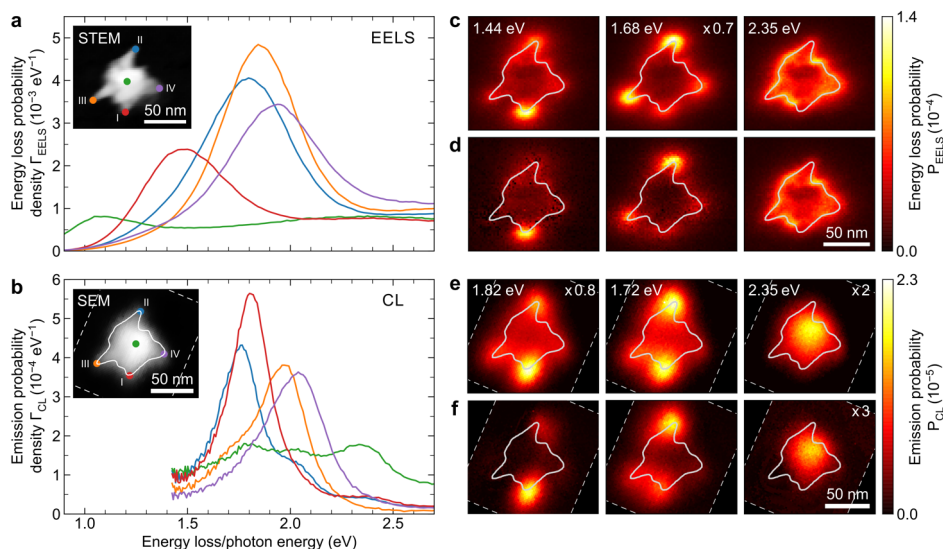 a
STEM
II
III
IV
I
50 nm
EELS
Energy loss probability
density Γ_EELS (10⁻³ eV⁻¹)
5
4
3
2
1
0
b
SEM
II
III
IV
I
50 nm
CL
Emission probability
density Γ_CL (10⁻⁴ eV⁻¹)
6
5
4
3
2
1
0
1.0
1.5
2.0
2.5
Energy loss/photon energy (eV)
c
1.44 eV
1.68 eV
x0.7
2.35 eV
d
50 nm
1.4
0.0
Energy loss probability
P_EELS (10⁻⁴)
e
1.82 eV
x0.8
1.72 eV
2.35 eV
x2
f
x3
50 nm
2.3
0.0
Emission probability
P_CL (10⁻⁵)